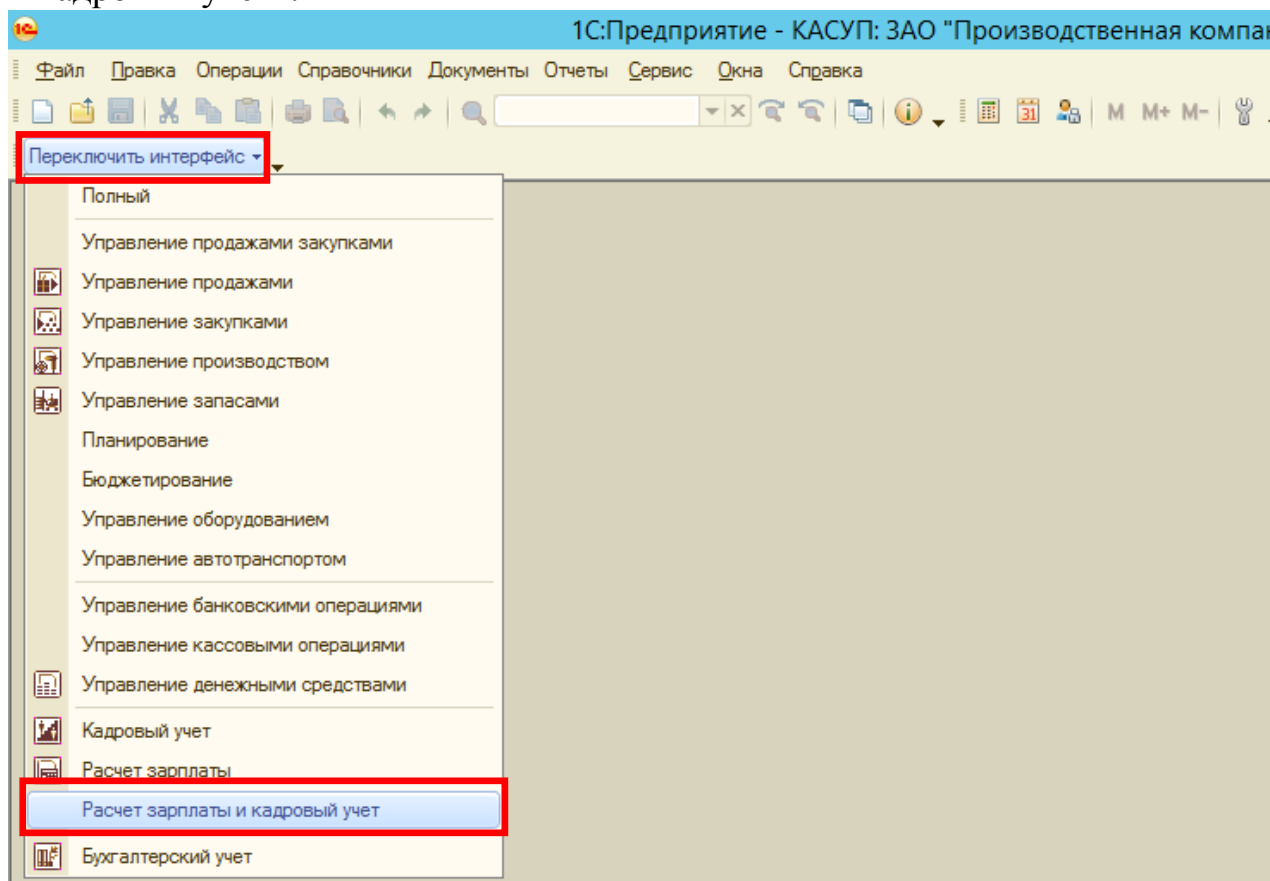 1С:Предприятие - КАСУП: ЗАО "Производственная
Файл Правка Операции Справочники Документы Отчеты Сервис Окна Справка
31 M M+ M-
Переключить интерфейс
Полный
Управление продажами закупками
Управление продажами
Управление закупками
Управление производством
Управление запасами
Планирование
Бюджетирование
Управление оборудованием
Управление автотранспортом
Управление банковскими операциями
Управление кассовыми операциями
Управление денежными средствами
Кадровый учет
Расчет зарплаты
Расчет зарплаты и кадровый учет
Бухгалтерский учет